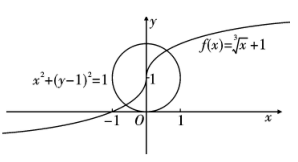 y
f(x)=∛x+1
x²+(y−1)²=1
1
−1 O 1 x